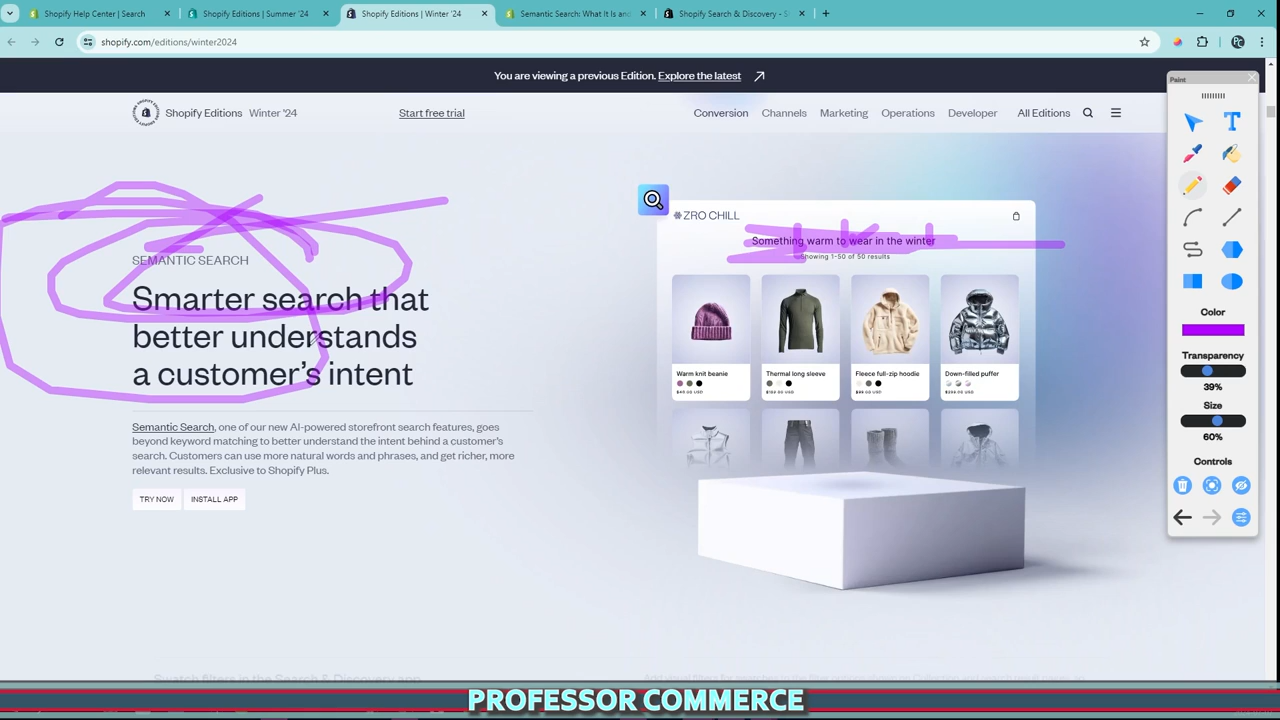 Shopify Help Center | Search
Shopify Editions | Summer '24
Shopify Editions | Winter '24
Semantic Search: What It Is and
Shopify Search & Discovery - S
shopify.com/editions/winter2024
You are viewing a previous Edition. Explore the latest
Shopify Editions Winter '24
Start free trial
Conversion Channels Marketing Operations Developer All Editions
SEMANTIC SEARCH
Smarter search that
better understands
a customer's intent
Semantic Search, one of our new AI-powered storefront search features, goes
beyond keyword matching to better understand the intent behind a customer's
search. Customers can use more natural words and phrases, and get richer, more
relevant results. Exclusive to Shopify Plus.
TRY NOW INSTALL APP
ZRO CHILL
Something warm to wear in the winter
Showing 1-50 of 50 results
Warm knit beanie
Thermal long sleeve
Fleece full-zip hoodie
Down-filled puffer
Swatch filters in the Search & Discovery app
Paint
T
Color
Transparency
39%
Size
60%
Controls
PROFESSOR COMMERCE